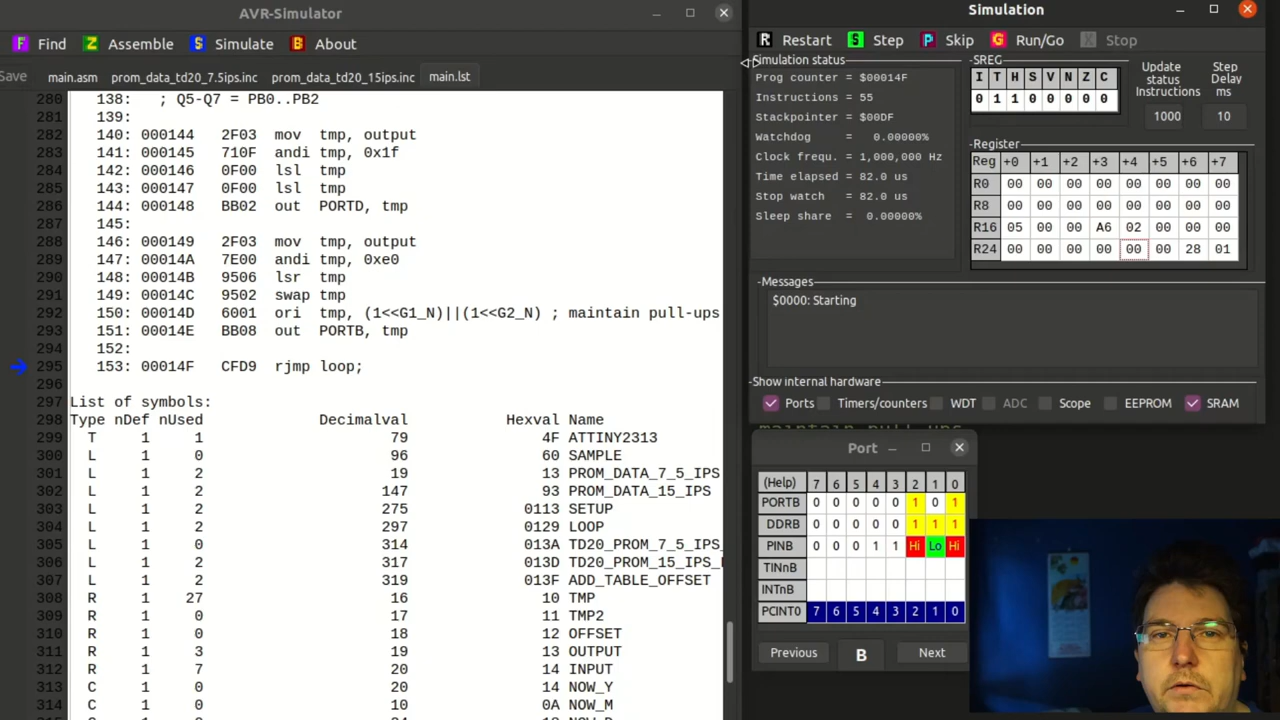 AVR-Simulator
Find Assemble Simulate About
Save main.asm prom_data_td20_7.5ips.inc prom_data_td20_15ips.inc main.lst
280 138: ; Q5-Q7 = PB0..PB2
281 139:
282 140: 000144 2F03 mov tmp, output
283 141: 000145 710F andi tmp, 0x1f
284 142: 000146 0F00 lsl tmp
285 143: 000147 0F00 lsl tmp
286 144: 000148 BB02 out PORTD, tmp
287 145:
288 146: 000149 2F03 mov tmp, output
289 147: 00014A 7E00 andi tmp, 0xe0
290 148: 00014B 9506 lsr tmp
291 149: 00014C 9502 swap tmp
292 150: 00014D 6001 ori tmp, (1<<G1_N)||(1<<G2_N) ; maintain pull-ups
293 151: 00014E BB08 out PORTB, tmp
294 152:
295 153: 00014F CFD9 rjmp loop;
296
297 List of symbols:
298 Type nDef nUsed Decimalval Hexval Name
299 T 1 1 79 4F ATTINY2313
300 L 1 0 96 60 SAMPLE
301 L 1 2 19 13 PROM_DATA_7_5_IPS
302 L 1 2 147 93 PROM_DATA_15_IPS
303 L 1 2 275 0113 SETUP
304 L 1 2 297 0129 LOOP
305 L 1 2 314 013A TD20_PROM_7_5_IPS_
306 L 1 2 317 013D TD20_PROM_15_IPS_
307 L 1 2 319 013F ADD_TABLE_OFFSET
308 R 1 27 16 10 TMP
309 R 1 0 17 11 TMP2
310 R 1 0 18 12 OFFSET
311 R 1 3 19 13 OUTPUT
312 R 1 7 20 14 INPUT
313 C 1 0 20 14 NOW_Y
314 C 1 0 10 0A NOW_M
Simulation
R Restart S Step P Skip G Run/Go X Stop
Simulation status
Prog counter = $00014F
Instructions = 55
Stackpointer = $00DF
Watchdog = 0.00000%
Clock frequ. = 1,000,000 Hz
Time elapsed = 82.0 us
Stop watch = 82.0 us
Sleep share = 0.00000%
SREG
I T H S V N Z C
0 1 1 0 0 0 0 0
Update status Instructions
1000
Step Delay ms
10
Register
Reg +0 +1 +2 +3 +4 +5 +6 +7
R0 00 00 00 00 00 00 00 00
R8 00 00 00 00 00 00 00 00
R16 05 00 00 A6 02 00 00 00
R24 00 00 00 00 00 00 28 01
Messages
$0000: Starting
Show internal hardware
Ports Timers/counters WDT ADC Scope EEPROM SRAM
Port
(Help) 7 6 5 4 3 2 1 0
PORTB 0 0 0 0 0 1 0 1
DDRB 0 0 0 0 0 1 1 1
PINB 0 0 0 1 1 Hi Lo Hi
TINnB
INTnB
PCINT0 7 6 5 4 3 2 1 0
Previous B Next